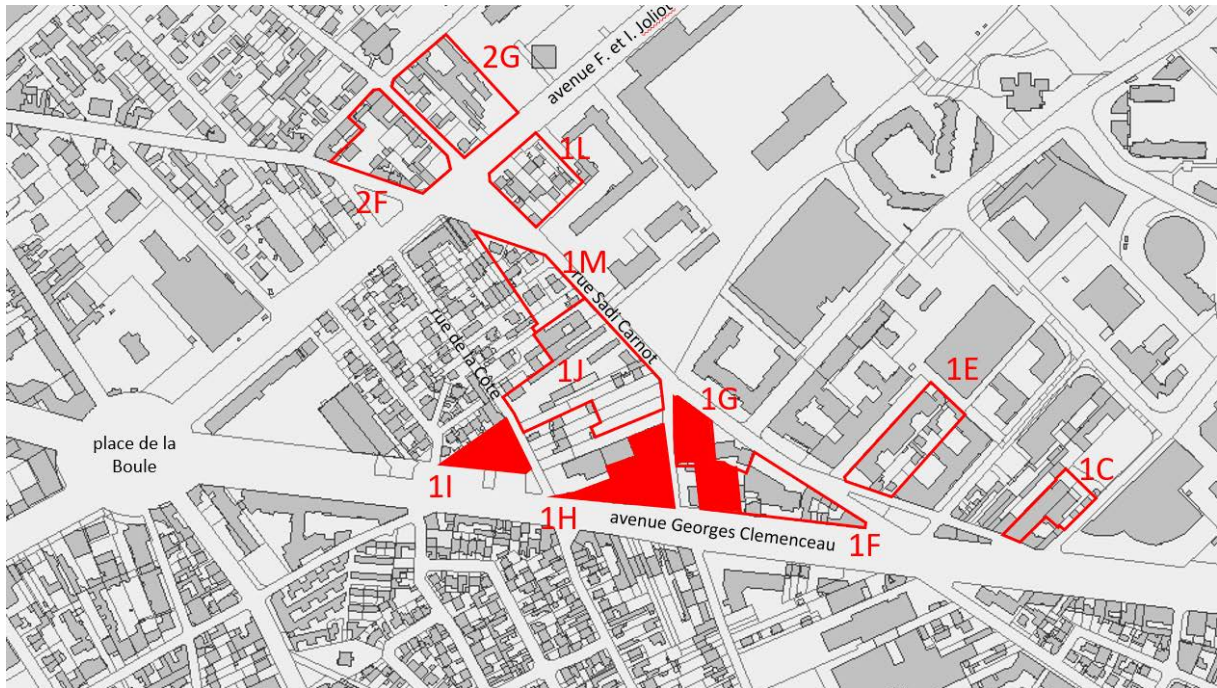 2G
avenue F. et I. Joliot
1L
2F
1M
rue Sadi Carnot
rue de la Côte
1J
1E
1G
place de la
Boule
1I
1C
1H
avenue Georges Clemenceau
1F